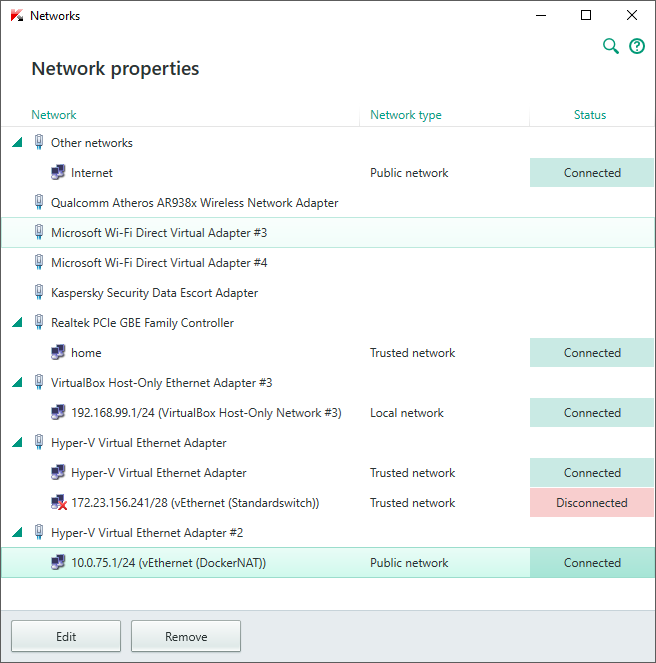 Networks
Network properties
Network Network type Status
Other networks
Internet Public network Connected
Qualcomm Atheros AR938x Wireless Network Adapter
Microsoft Wi-Fi Direct Virtual Adapter #3
Microsoft Wi-Fi Direct Virtual Adapter #4
Kaspersky Security Data Escort Adapter
Realtek PCIe GBE Family Controller
home Trusted network Connected
VirtualBox Host-Only Ethernet Adapter #3
192.168.99.1/24 (VirtualBox Host-Only Network #3) Local network Connected
Hyper-V Virtual Ethernet Adapter
Hyper-V Virtual Ethernet Adapter Trusted network Connected
172.23.156.241/28 (vEthernet (Standardswitch)) Trusted network Disconnected
Hyper-V Virtual Ethernet Adapter #2
10.0.75.1/24 (vEthernet (DockerNAT)) Public network Connected
Edit Remove